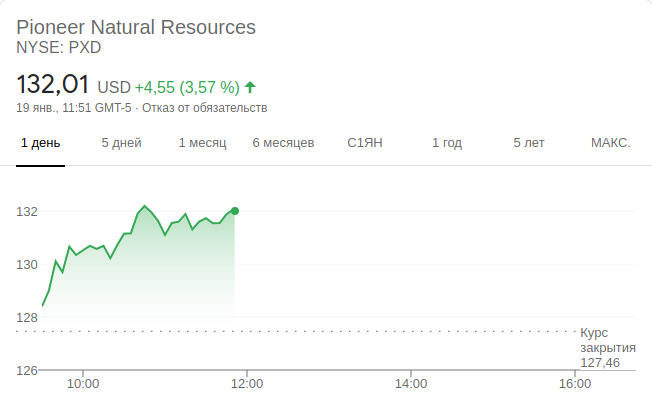 Pioneer Natural Resources
NYSE: PXD
132,01 USD +4,55 (3,57 %)
19 янв., 11:51 GMT-5 · Отказ от обязательств
1 день 5 дней 1 месяц 6 месяцев С1ЯН 1 год 5 лет МАКС.
132
130
128
Курс
закрытия
127,46
126
10:00 12:00 14:00 16:00